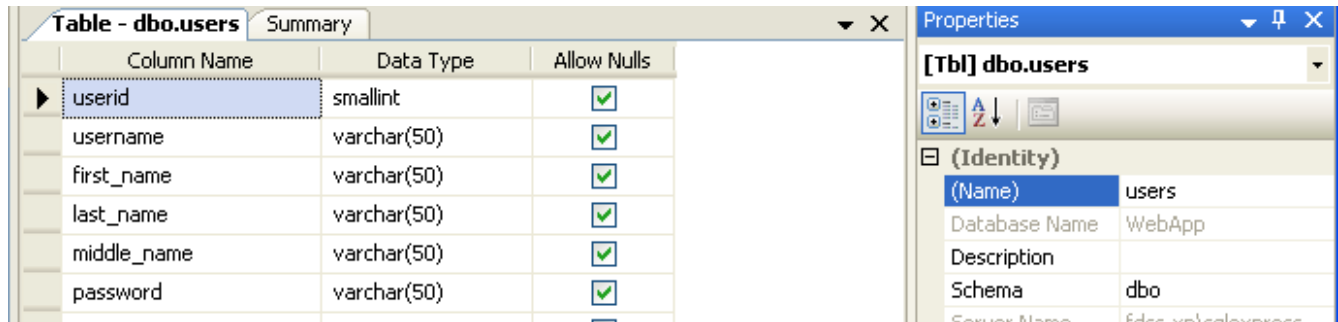 Table - dbo.users Summary
Column Name Data Type Allow Nulls
userid smallint
username varchar(50)
first_name varchar(50)
last_name varchar(50)
middle_name varchar(50)
password varchar(50)
Properties
[Tbl] dbo.users
A
Z
(Identity)
(Name) users
Database Name WebApp
Description
Schema dbo
Server Name